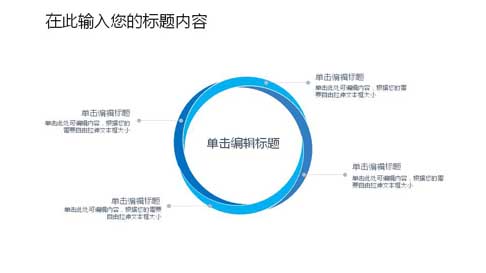 在此输入您的标题内容
单击编辑标题
单击此处可编辑内容，根据您的需
要自由拉伸文本框大小
单击编辑标题
单击此处可编辑内容，根据您的
需要自由拉伸文本框大小
单击编辑标题
单击编辑标题
单击此处可编辑内容，根据您的需
要自由拉伸文本框大小
单击编辑标题
单击此处可编辑内容，根据您的需要
自由拉伸文本框大小